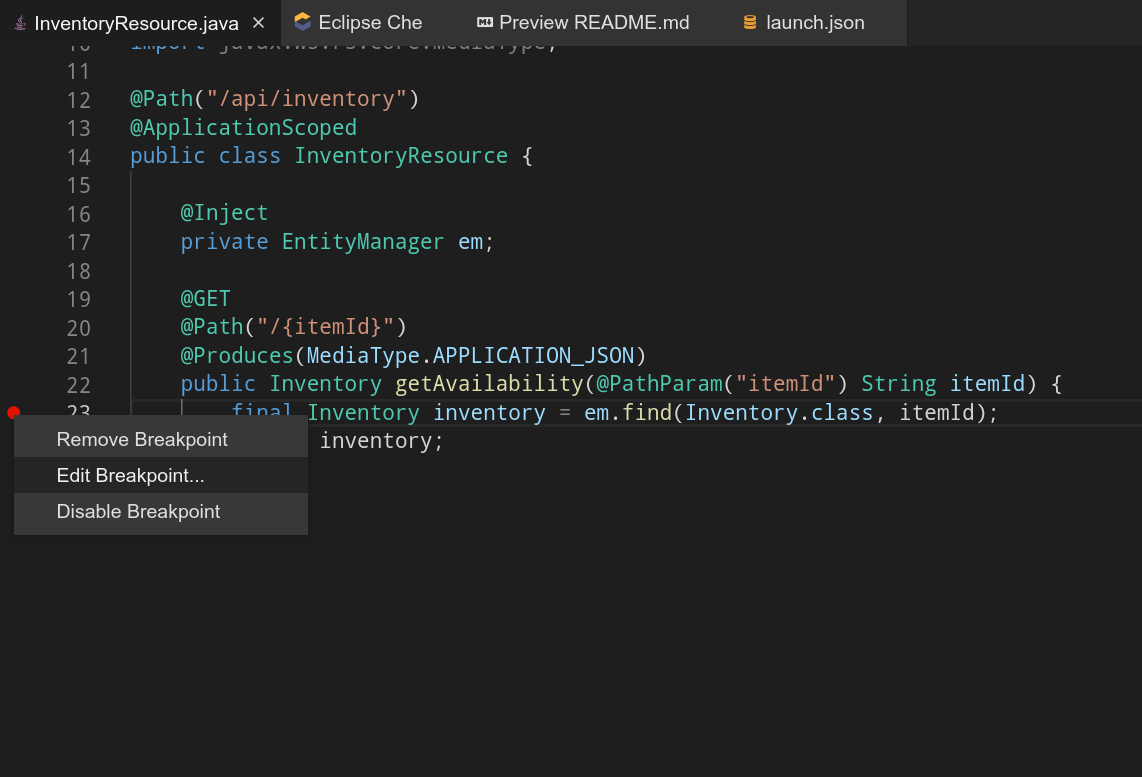 InventoryResource.java × Eclipse Che Preview README.md launch.json
10 import javax.ws.rs.core.MediaType;
11
12 @Path("/api/inventory")
13 @ApplicationScoped
14 public class InventoryResource {
15
16 @Inject
17 private EntityManager em;
18
19 @GET
20 @Path("/{itemId}")
21 @Produces(MediaType.APPLICATION_JSON)
22 public Inventory getAvailability(@PathParam("itemId") String itemId) {
23 final Inventory inventory = em.find(Inventory.class, itemId);
inventory;
Remove Breakpoint
Edit Breakpoint...
Disable Breakpoint